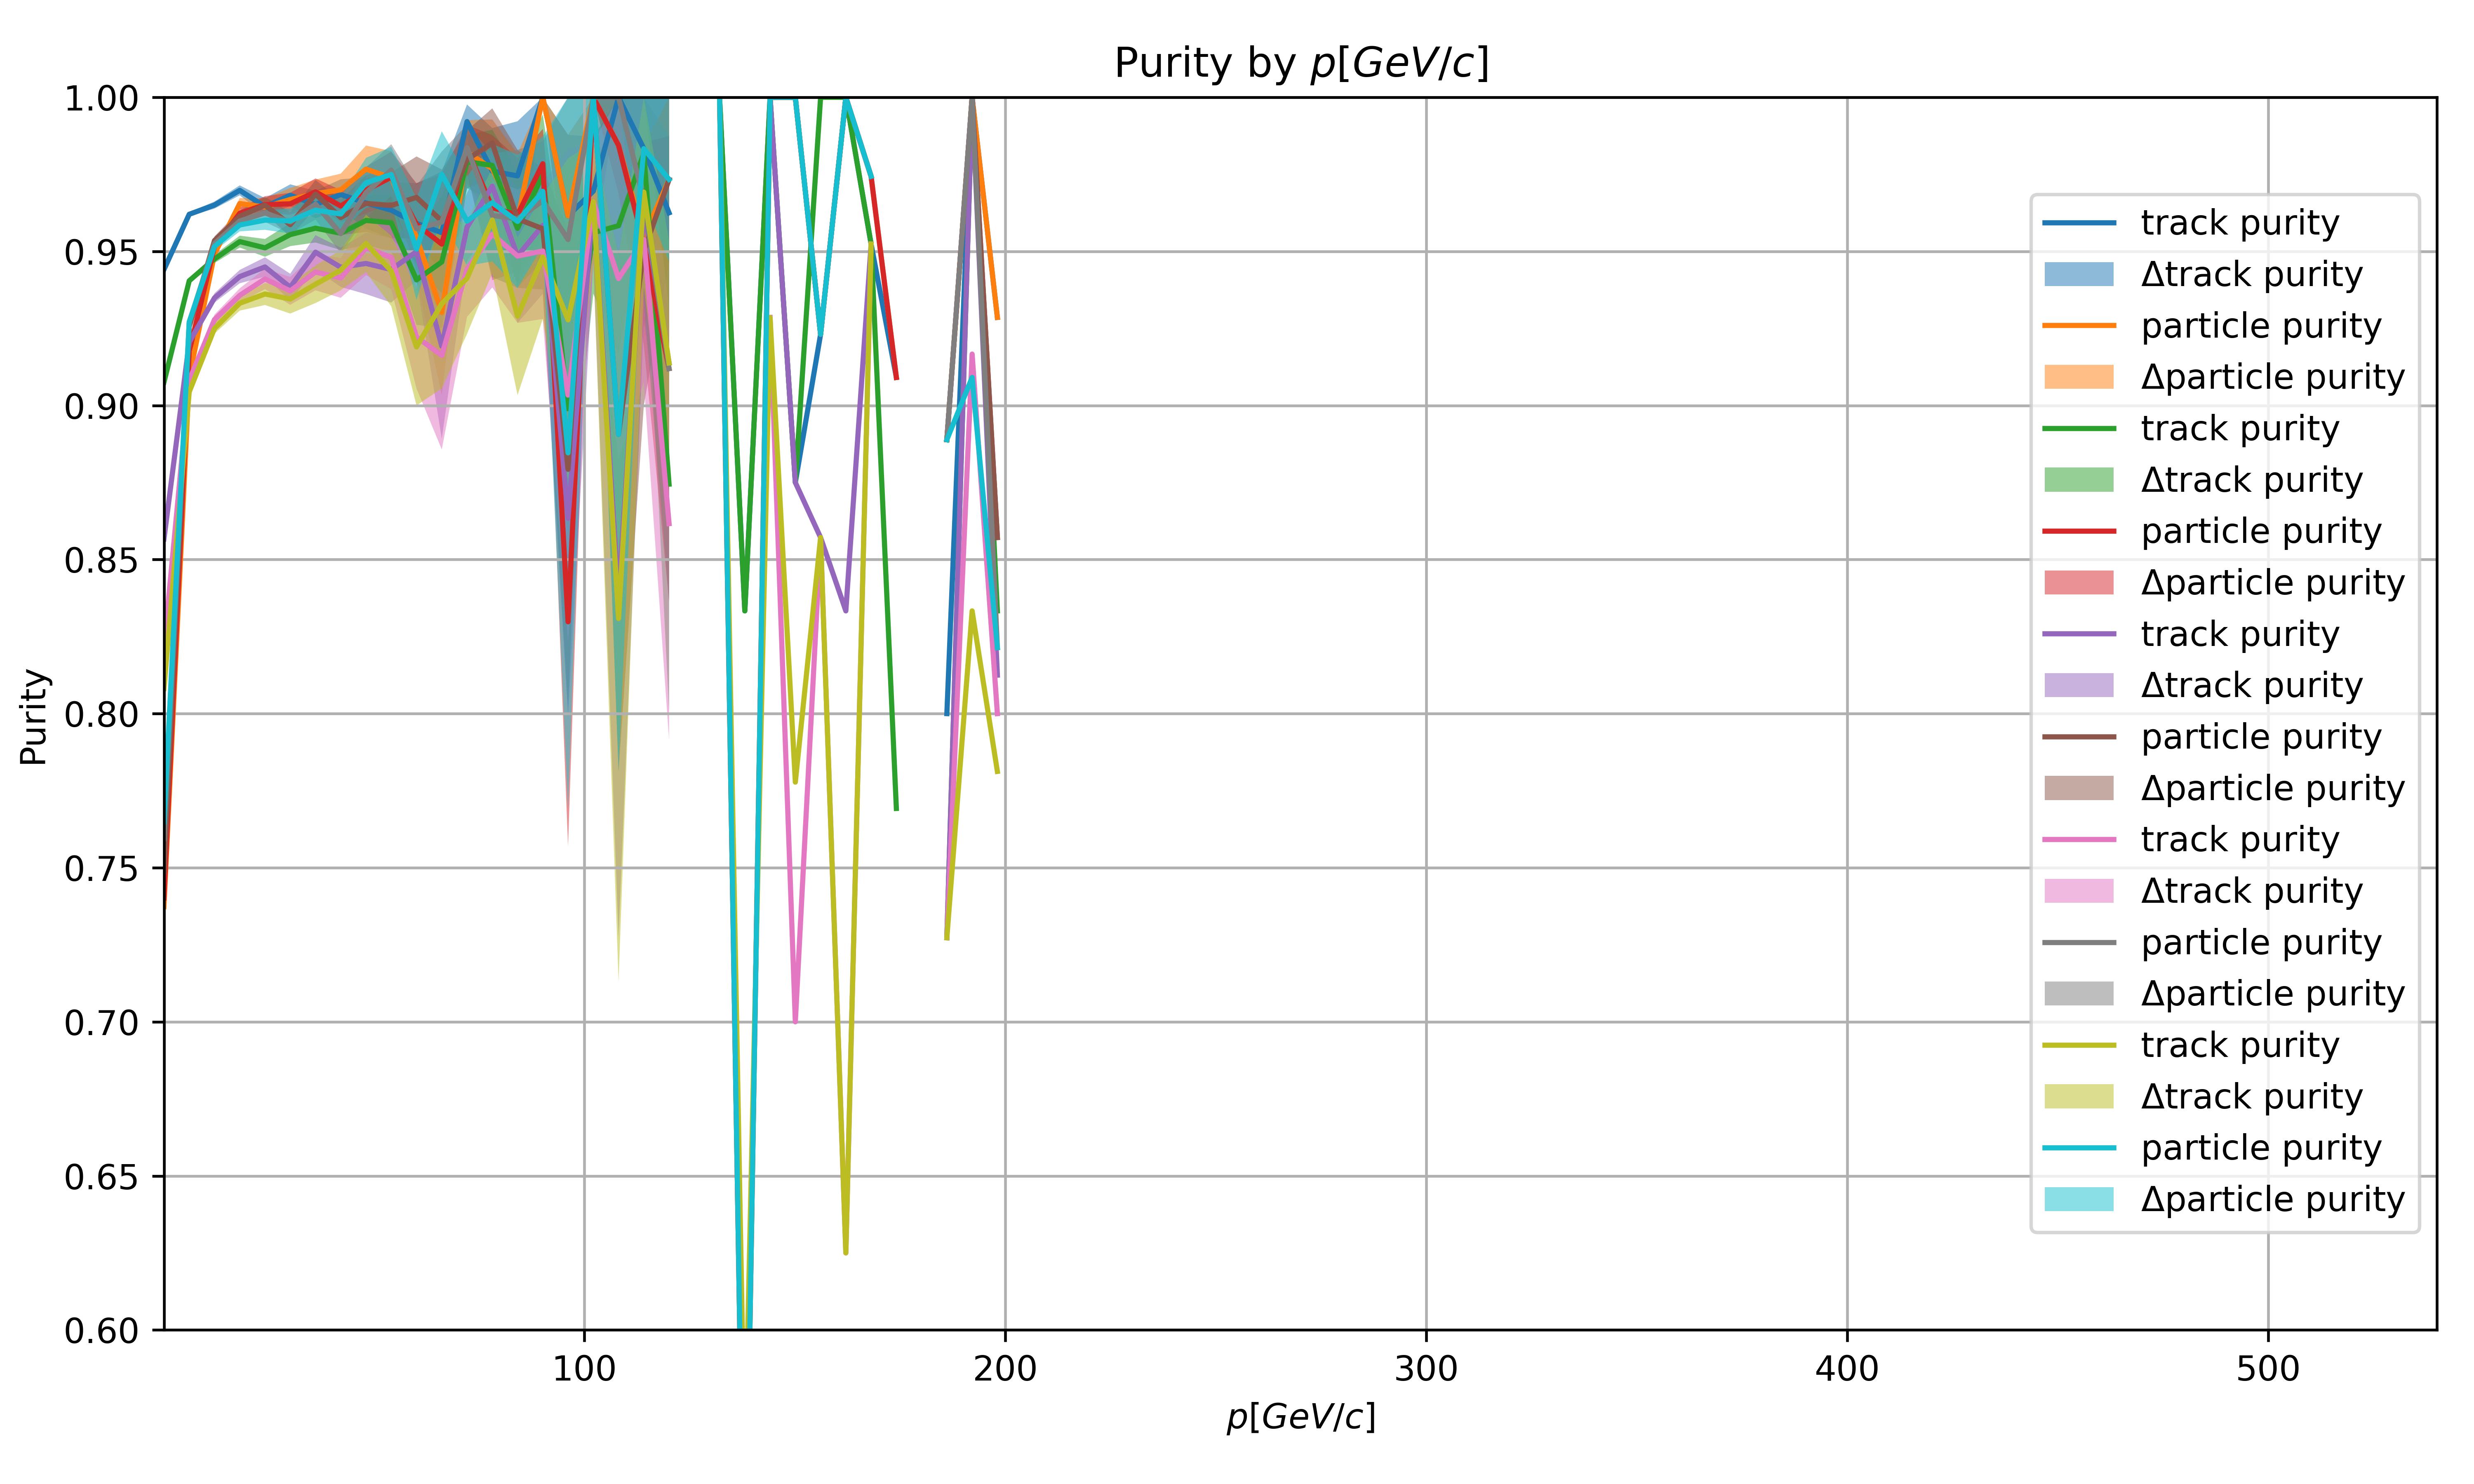 Purity by p[GeV/c]
1.00
0.95
0.90
0.85
0.80
0.75
0.70
0.65
0.60
Purity
track purity
Δtrack purity
particle purity
Δparticle purity
track purity
Δtrack purity
particle purity
Δparticle purity
track purity
Δtrack purity
particle purity
Δparticle purity
track purity
Δtrack purity
particle purity
Δparticle purity
track purity
Δtrack purity
particle purity
Δparticle purity
100 200 300 400 500
p[GeV/c]